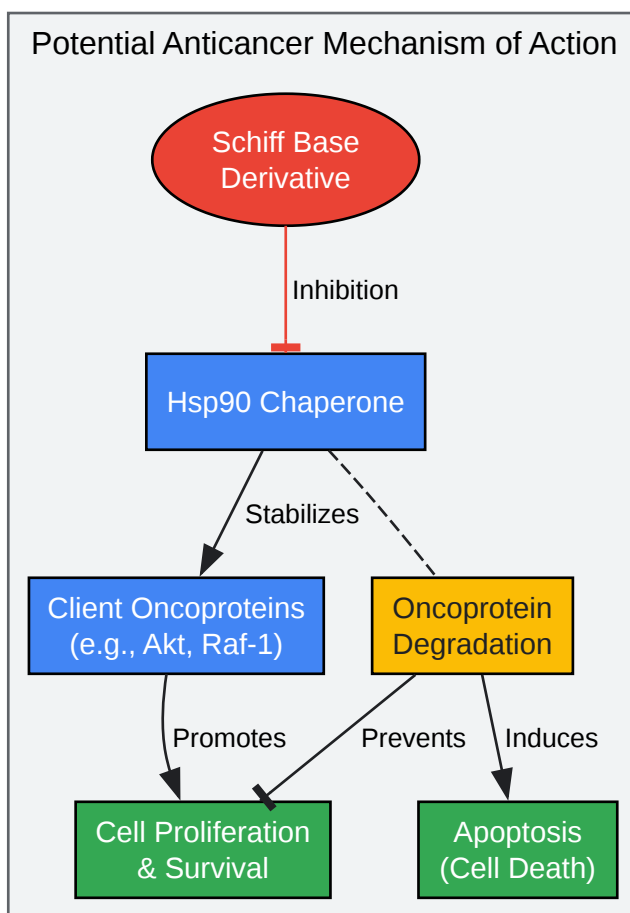 Potential Anticancer Mechanism of Action
Schiff Base
Derivative
Inhibition
Hsp90 Chaperone
Stabilizes
Client Oncoproteins
(e.g., Akt, Raf-1)
Oncoprotein
Degradation
Promotes
Prevents
Induces
Cell Proliferation
& Survival
Apoptosis
(Cell Death)